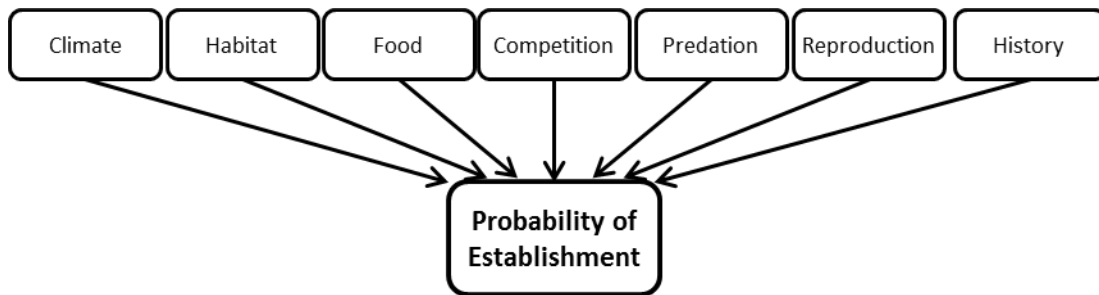 Climate
Habitat
Food
Competition
Predation
Reproduction
History
Probability of
Establishment